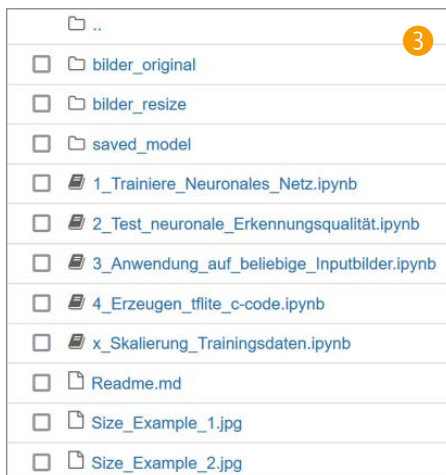 ..
3
bilder_original
bilder_resize
saved_model
1_Trainiere_Neuronales_Netz.ipynb
2_Test_neuronale_Erkennungsqualität.ipynb
3_Anwendung_auf_beliebige_Inputbilder.ipynb
4_Erzeugen_tflite_c-code.ipynb
x_Skalierung_Trainingsdaten.ipynb
Readme.md
Size_Example_1.jpg
Size_Example_2.jpg